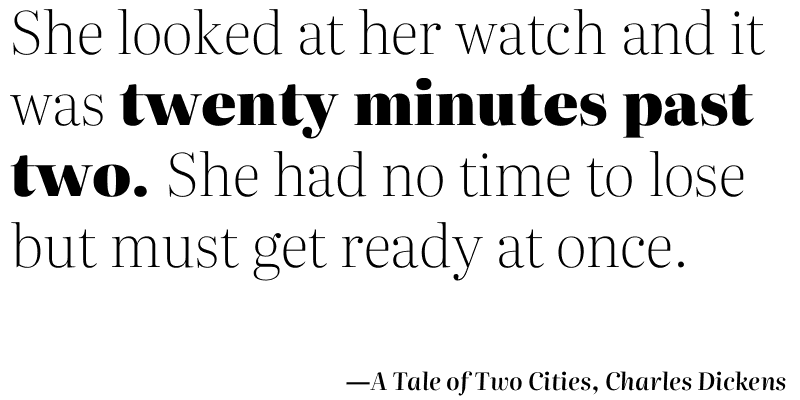 She looked at her watch and it
was twenty minutes past
two. She had no time to lose
but must get ready at once.
—A Tale of Two Cities, Charles Dickens